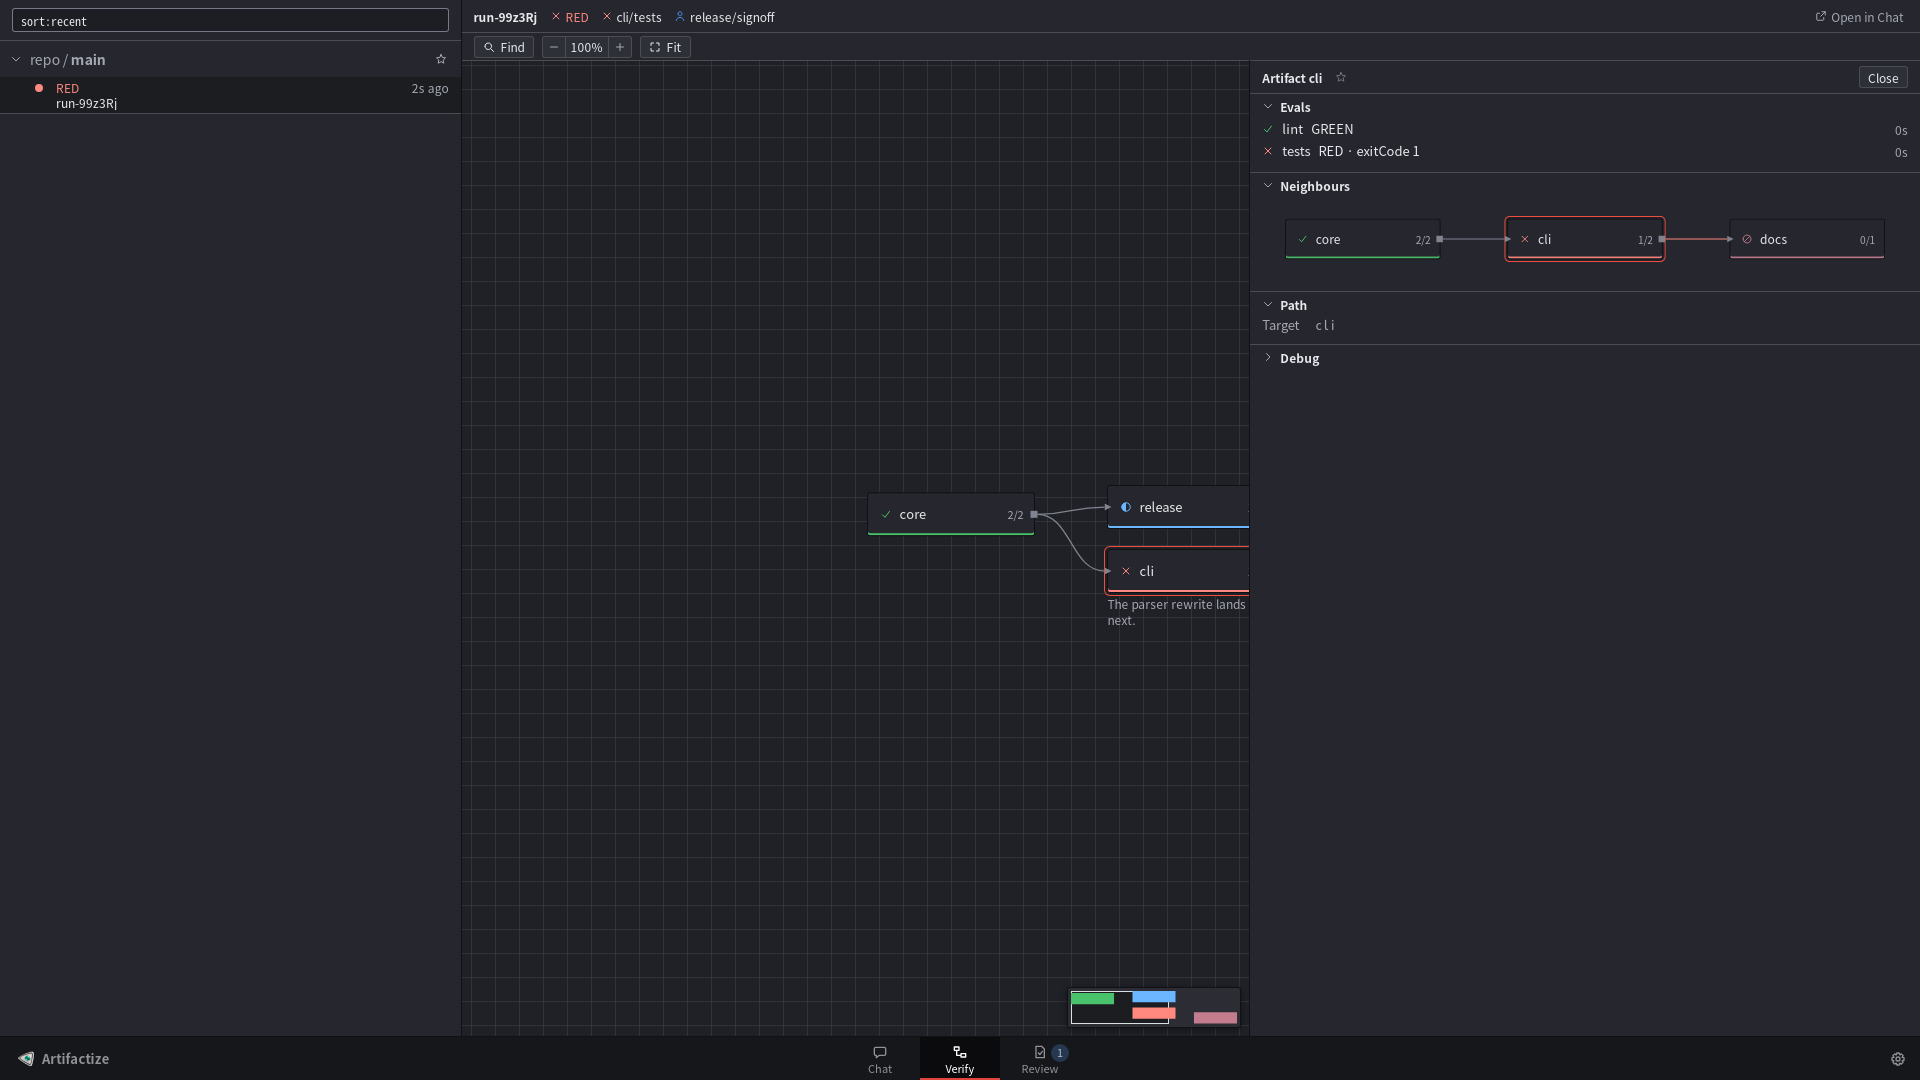 sort:recent
repo / main
RED
2s ago
run-99z3Rj
run-99z3Rj
RED
cli/tests
release/signoff
Open in Chat
Find
100%
Fit
core
2/2
release
cli
The parser rewrite lands
next.
Artifact cli
Close
Evals
lint GREEN
0s
tests RED · exitCode 1
0s
Neighbours
core
2/2
cli
1/2
docs
0/1
Path
Target cli
Debug
Artifactize
Chat
Verify
Review
1